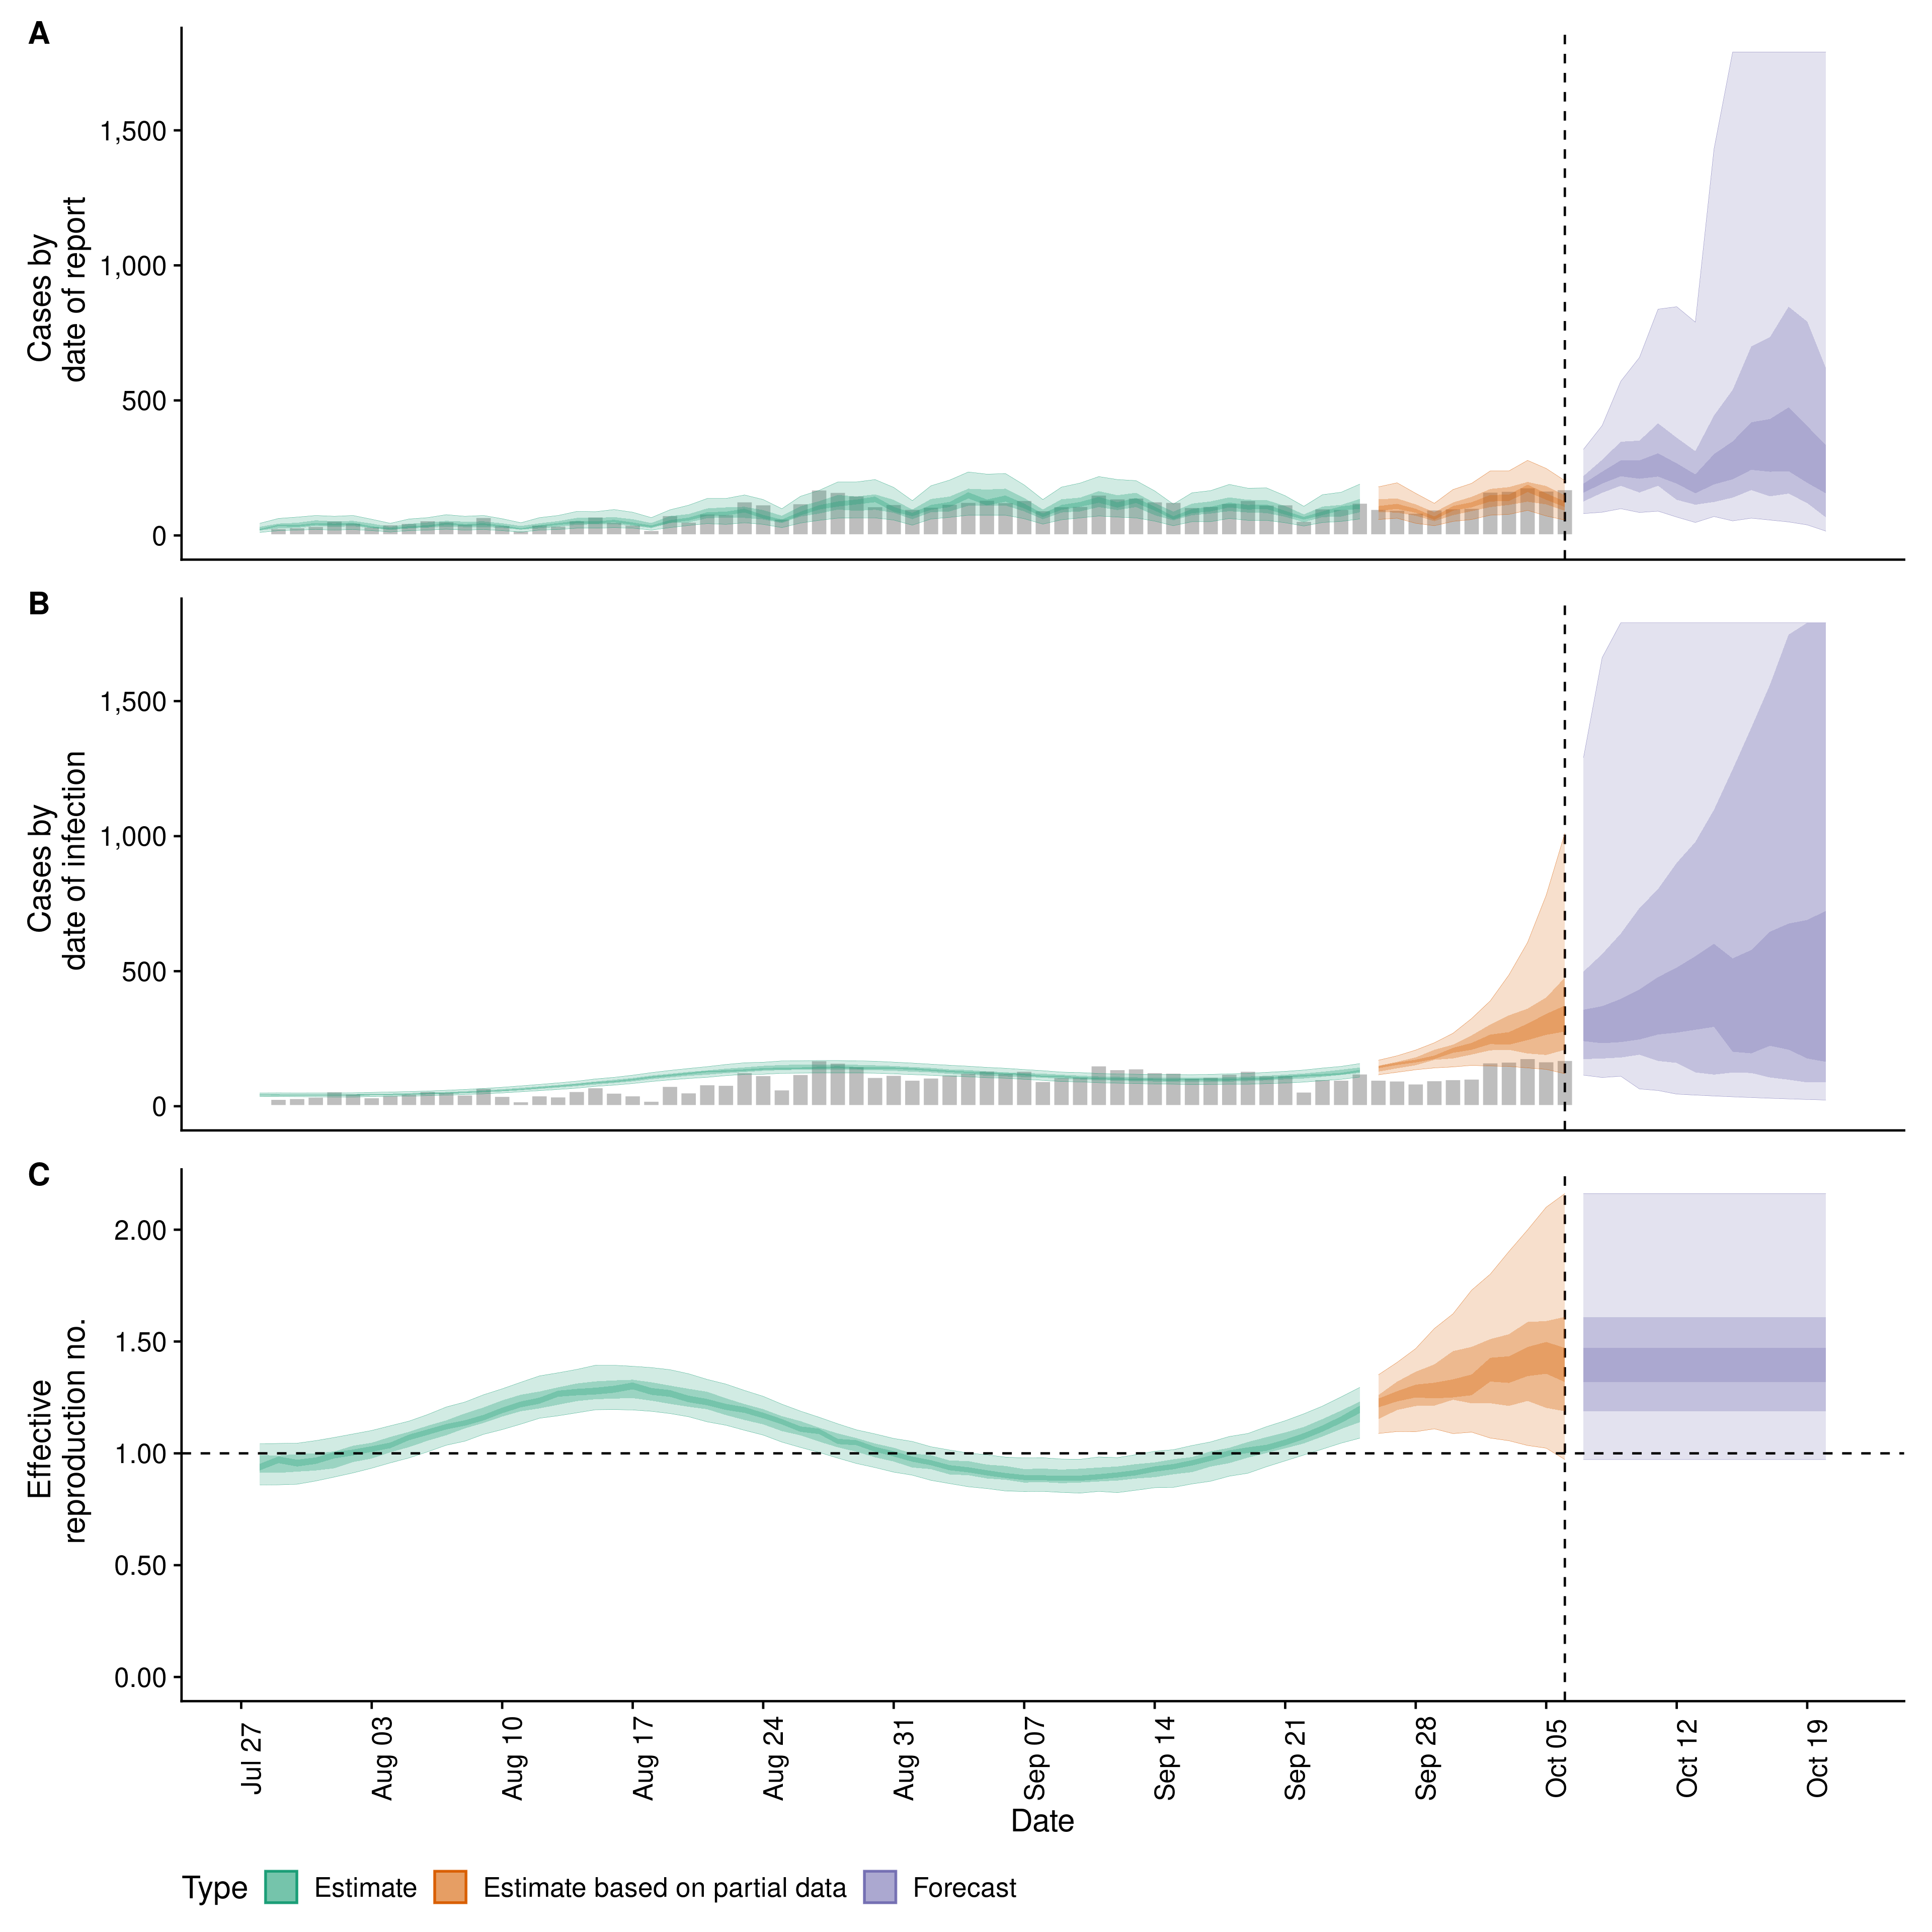 A
Cases by
date of report
1,500
1,000
500
0
B
Cases by
date of infection
1,500
1,000
500
0
C
Effective
reproduction no.
2.00
1.50
1.00
0.50
0.00
Jul 27
Aug 03
Aug 10
Aug 17
Aug 24
Aug 31
Sep 07
Sep 14
Sep 21
Sep 28
Oct 05
Oct 12
Oct 19
Date
Type Estimate Estimate based on partial data Forecast